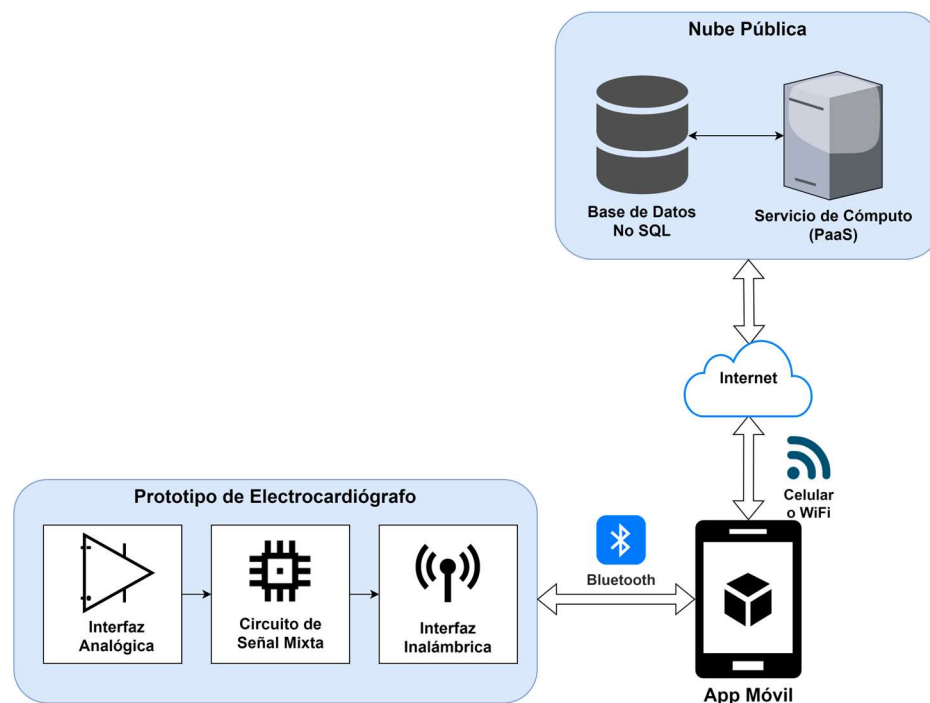 Nube Pública
Base de Datos
No SQL
Servicio de Cómputo
(PaaS)
Internet
Celular
o WiFi
Prototipo de Electrocardiógrafo
Interfaz
Analógica
Circuito de
Señal Mixta
Interfaz
Inalámbrica
Bluetooth
App Móvil